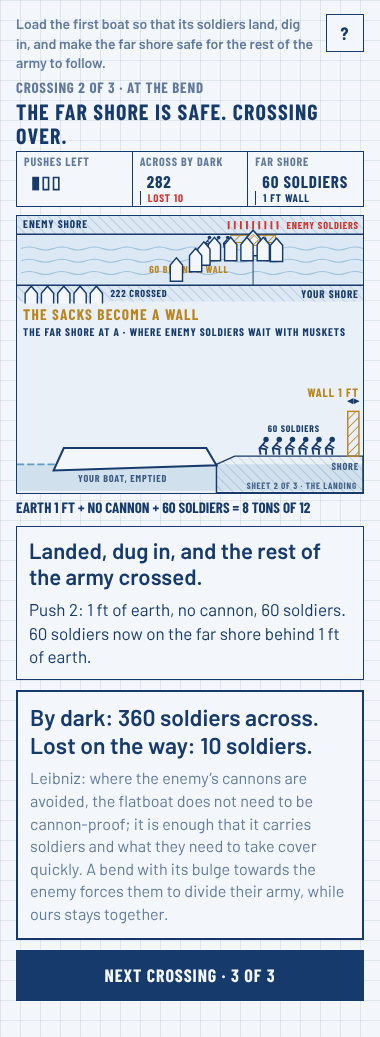 Load the first boat so that its soldiers land, dig
in, and make the far shore safe for the rest of the
army to follow.
?
CROSSING 2 OF 3 · AT THE BEND
THE FAR SHORE IS SAFE. CROSSING
OVER.
PUSHES LEFT
ACROSS BY DARK
282
LOST 10
FAR SHORE
60 SOLDIERS
1 FT WALL
ENEMY SHORE
ENEMY SOLDIERS
WALL
222 CROSSED
YOUR SHORE
THE SACKS BECOME A WALL
THE FAR SHORE AT A · WHERE ENEMY SOLDIERS WAIT WITH MUSKETS
WALL 1 FT
60 SOLDIERS
SHORE
YOUR BOAT, EMPTIED
SHEET 2 OF 3 · THE LANDING
EARTH 1 FT + NO CANNON + 60 SOLDIERS = 8 TONS OF 12
Landed, dug in, and the rest of
the army crossed.
Push 2: 1 ft of earth, no cannon, 60 soldiers.
60 soldiers now on the far shore behind 1 ft
of earth.
By dark: 360 soldiers across.
Lost on the way: 10 soldiers.
Leibniz: where the enemy's cannons are
avoided, the flatboat does not need to be
cannon-proof; it is enough that it carries
soldiers and what they need to take cover
quickly. A bend with its bulge towards the
enemy forces them to divide their army, while
ours stays together.
NEXT CROSSING · 3 OF 3